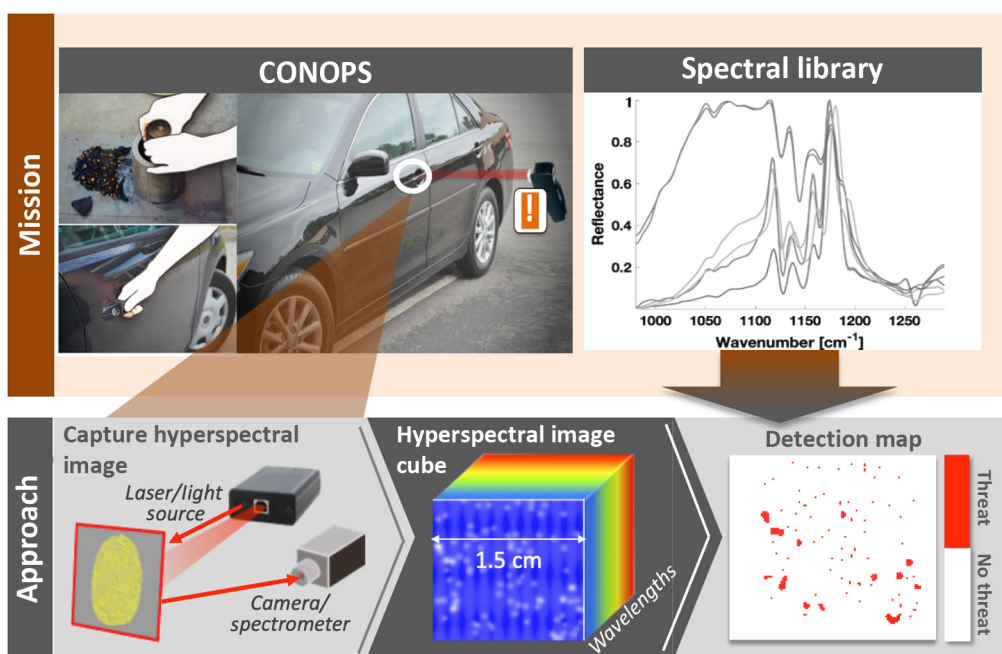 Mission
CONOPS
!
Spectral library
Reflectance
1
0.8
0.6
0.4
0.2
1000 1050 1100 1150 1200 1250
Wavenumber [cm⁻¹]
Approach
Capture hyperspectral
image
Laser/light
source
Camera/
spectrometer
Hyperspectral image
cube
1.5 cm
Wavelengths
Detection map
Threat
No threat